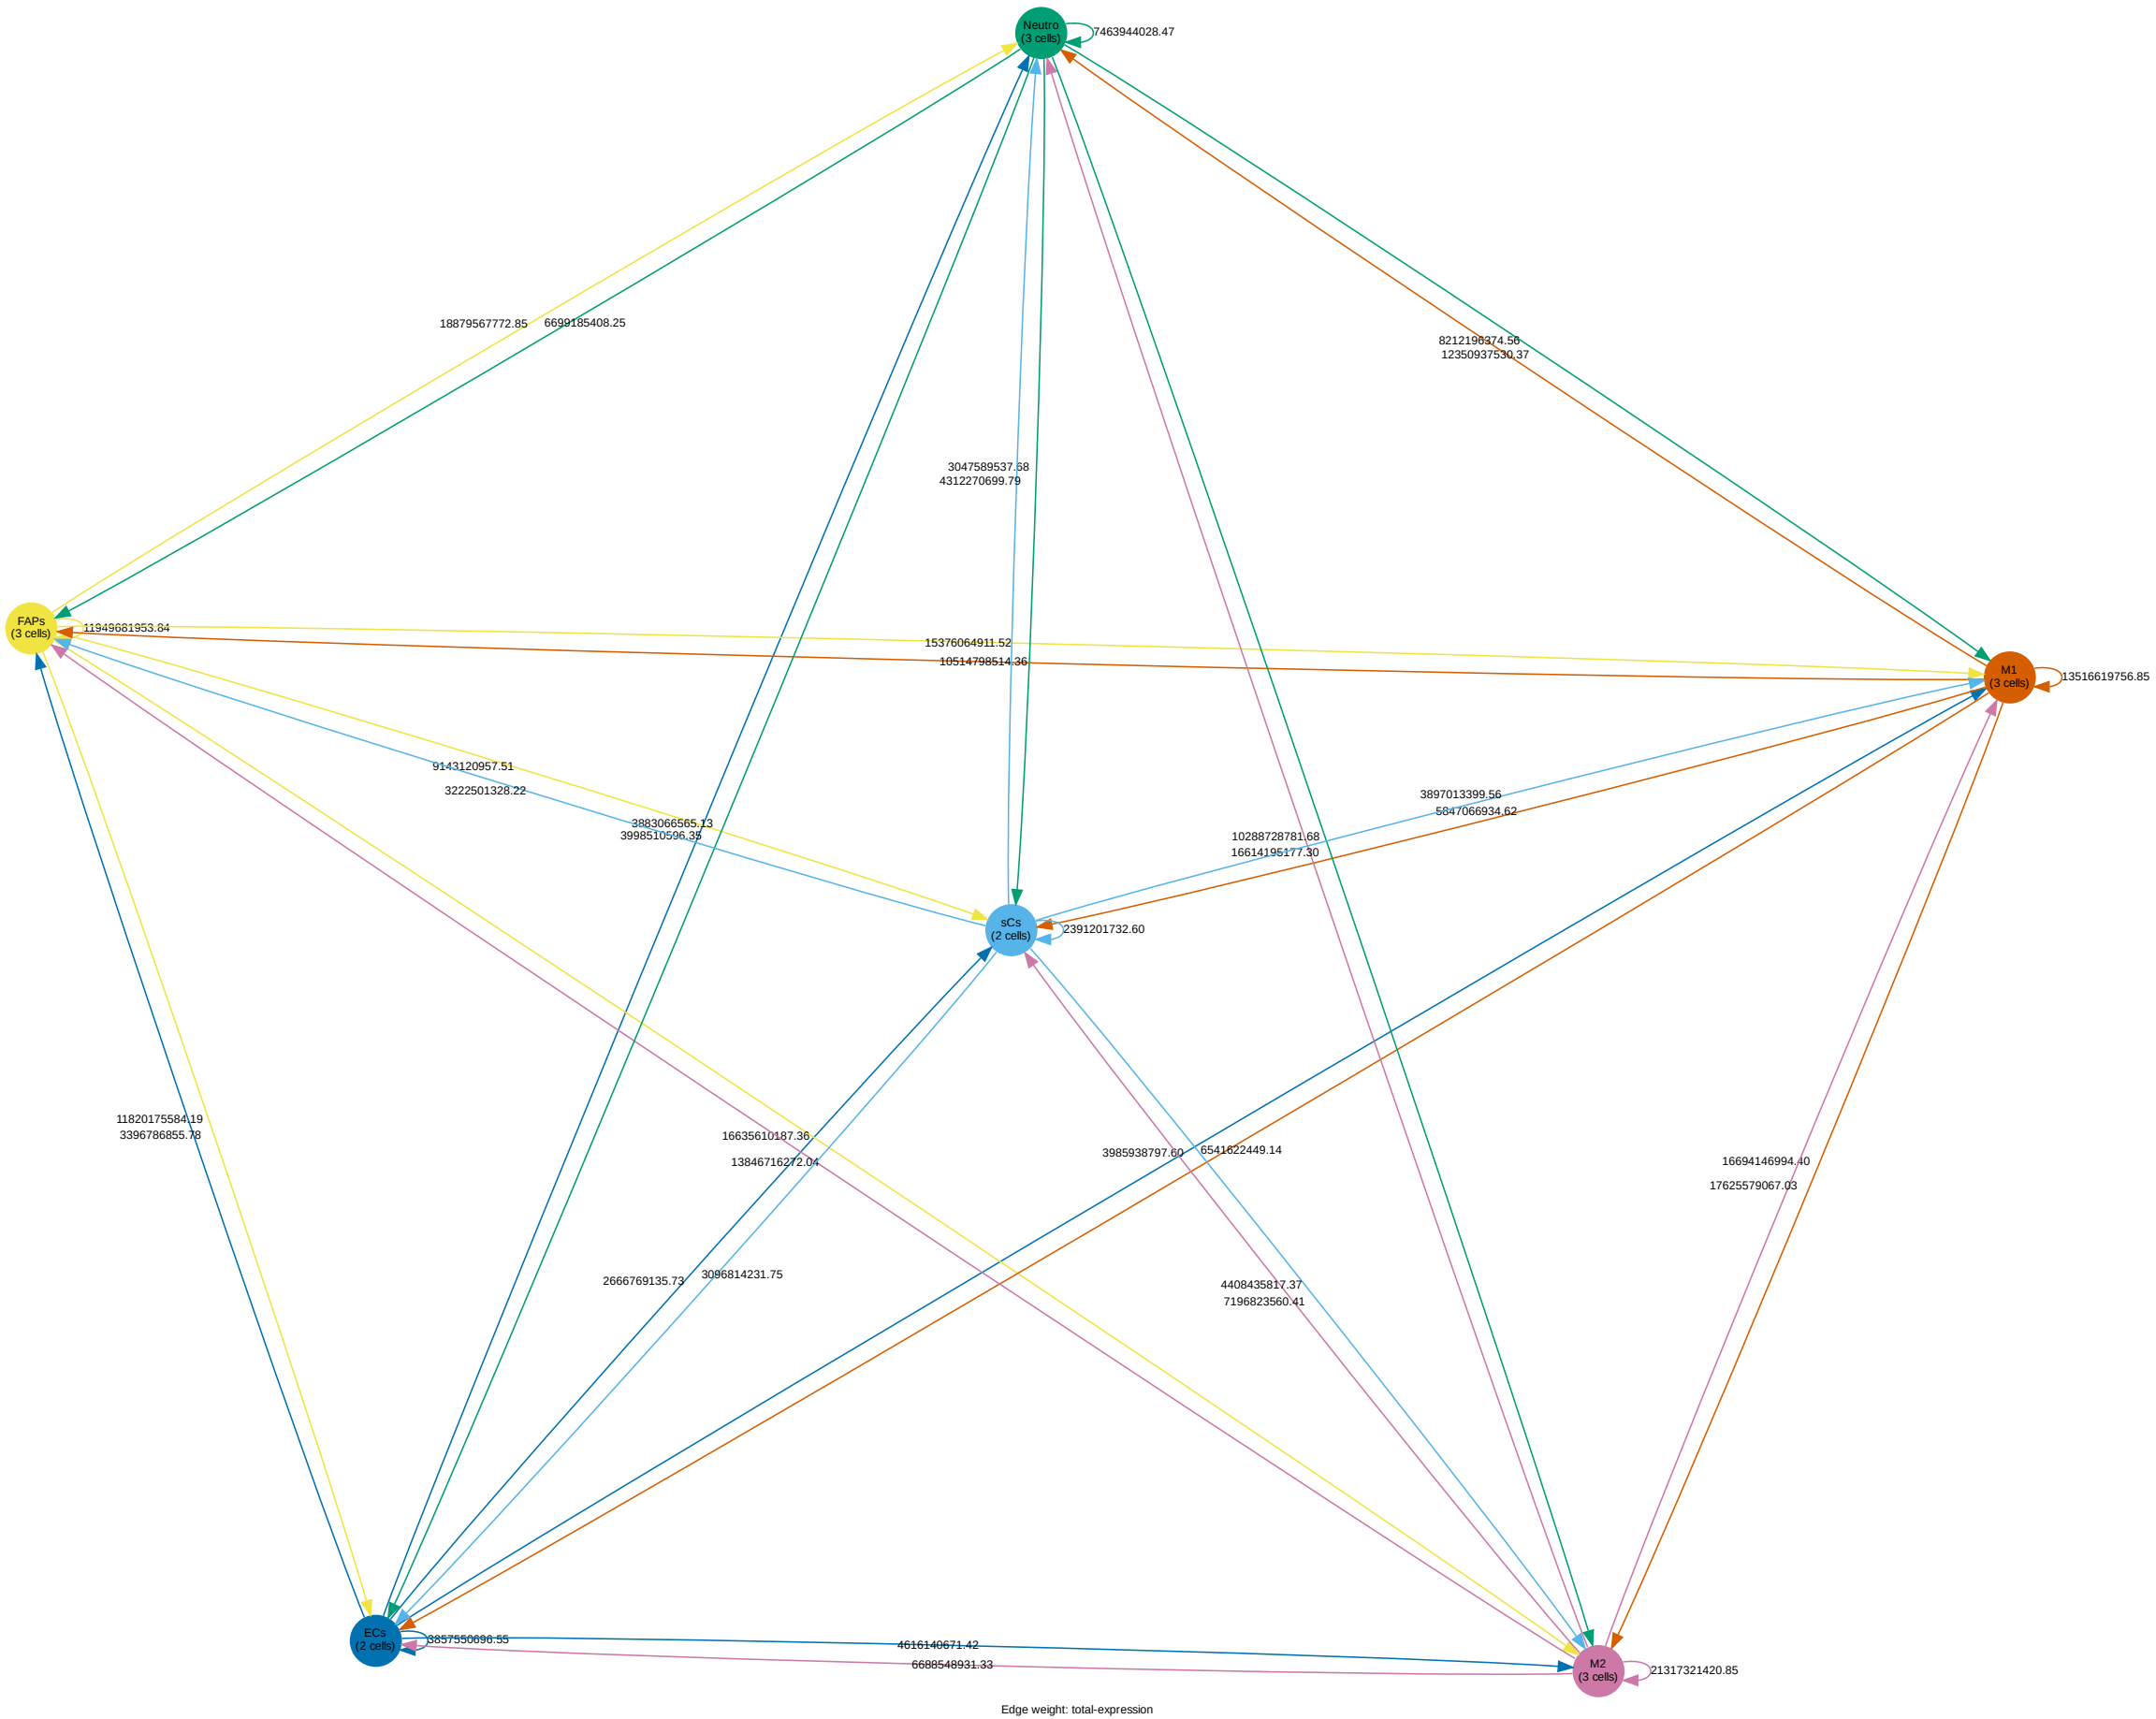 Neutro
(3 cells)
7463944028.47
18879567772.85
6699185408.25
8212196374.56
12350937530.37
3047589537.68
4312270699.79
FAPs
(3 cells)
11949681953.84
15376064911.52
10514798514.36
M1
(3 cells)
13516619756.85
9143120957.51
3222501328.22
3883066565.13
3998510596.35
3897013399.56
5847066934.62
10288728781.68
16614195177.30
sCs
(2 cells)
2391201732.60
11820175584.19
3396786855.78
16635610187.36
13846716272.04
3985938797.60
6541622449.14
16694146994.40
17625579067.03
2666769135.73
3096814231.75
4408435817.37
7196823560.41
ECs
(2 cells)
3857550696.55
4616140671.42
6688548931.33
M2
(3 cells)
21317321420.85
Edge weight: total-expression